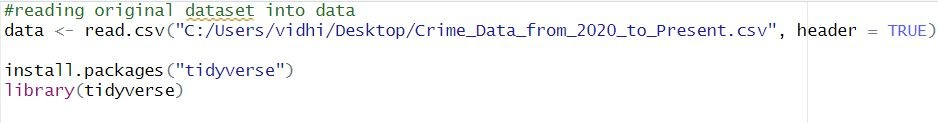 #reading original dataset into data
data <- read.csv("C:/Users/vidhi/Desktop/Crime_Data_from_2020_to_Present.csv", header = TRUE)
install.packages("tidyverse")
library(tidyverse)